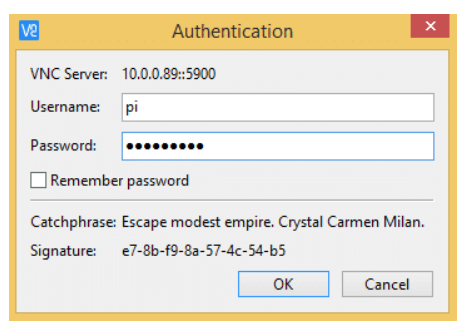 VP
Authentication
VNC Server: 10.0.0.89::5900
Username: pi
Password: •••••••••
Remember password
Catchphrase: Escape modest empire. Crystal Carmen Milan.
Signature: e7-8b-f9-8a-57-4c-54-b5
OK Cancel